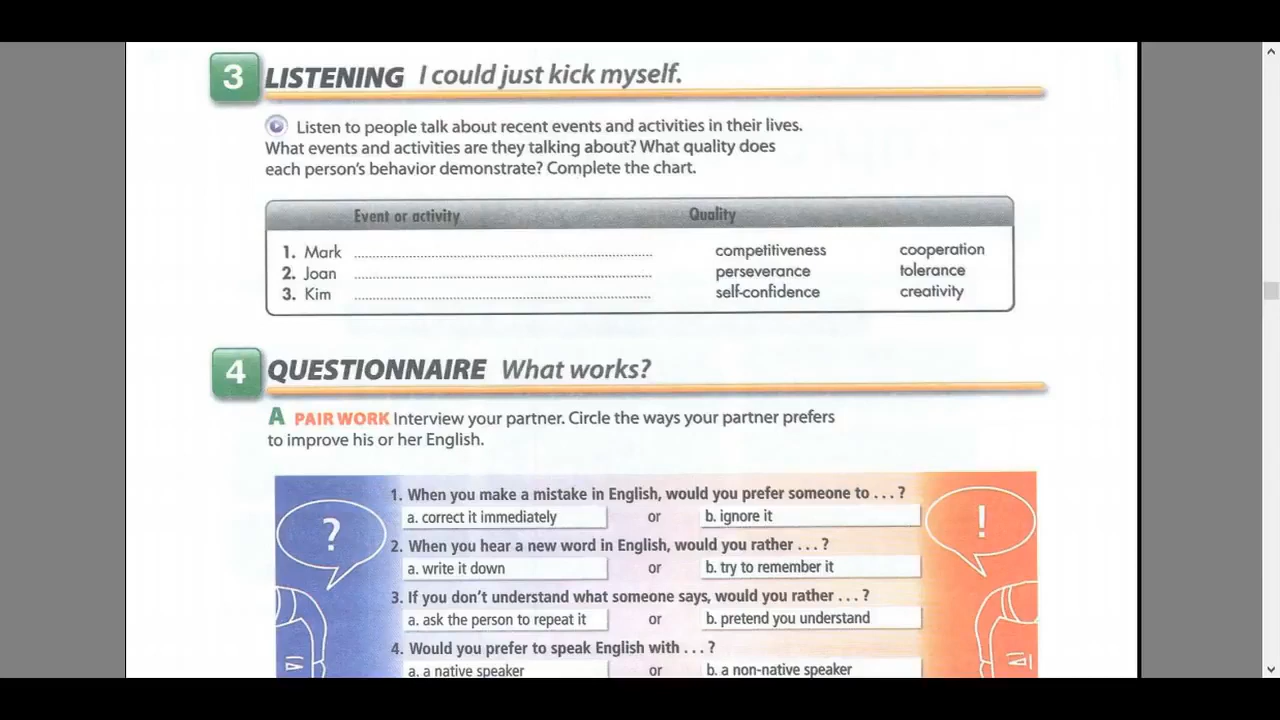 3 LISTENING I could just kick myself.
Listen to people talk about recent events and activities in their lives.
What events and activities are they talking about? What quality does
each person's behavior demonstrate? Complete the chart.
Event or activity Quality
1. Mark competitiveness cooperation
2. Joan perseverance tolerance
3. Kim self-confidence creativity
4 QUESTIONNAIRE What works?
A PAIR WORK Interview your partner. Circle the ways your partner prefers
to improve his or her English.
1. When you make a mistake in English, would you prefer someone to . . . ?
a. correct it immediately or b. ignore it
2. When you hear a new word in English, would you rather . . . ?
a. write it down or b. try to remember it
3. If you don't understand what someone says, would you rather . . . ?
a. ask the person to repeat it or b. pretend you understand
4. Would you prefer to speak English with . . . ?
a. a native speaker or b. a non-native speaker
?
!